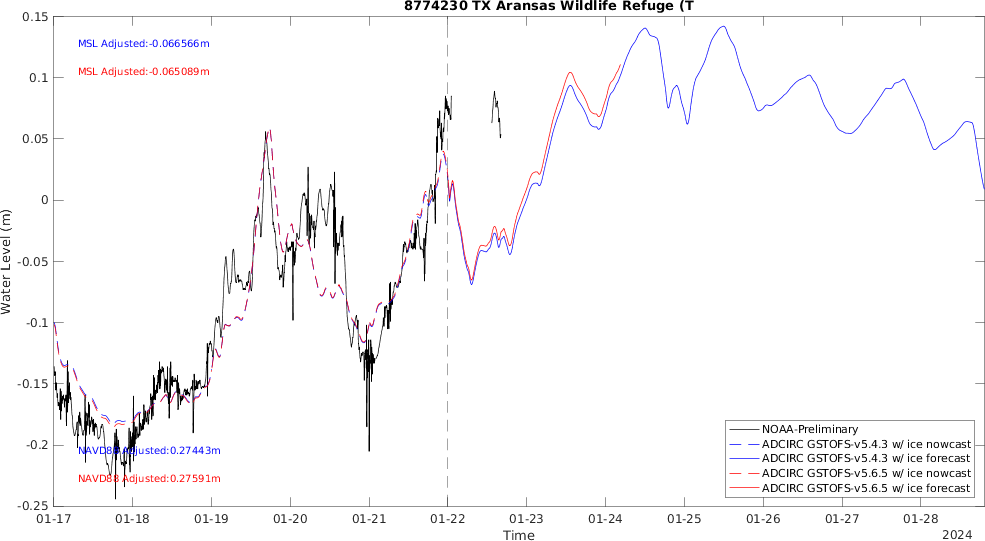 8774230 TX Aransas Wildlife Refuge (T
0.15
MSL Adjusted:-0.066566m
MSL Adjusted:-0.065089m
0.1
0.05
0
-0.05
-0.1
-0.15
-0.2
-0.25
Water Level (m)
NAVD88 Adjusted:0.27443m
NAVD88 Adjusted:0.27591m
NOAA-Preliminary
ADCIRC GSTOFS-v5.4.3 w/ ice nowcast
ADCIRC GSTOFS-v5.4.3 w/ ice forecast
ADCIRC GSTOFS-v5.6.5 w/ ice nowcast
ADCIRC GSTOFS-v5.6.5 w/ ice forecast
01-17 01-18 01-19 01-20 01-21 01-22 01-23 01-24 01-25 01-26 01-27 01-28
Time
2024